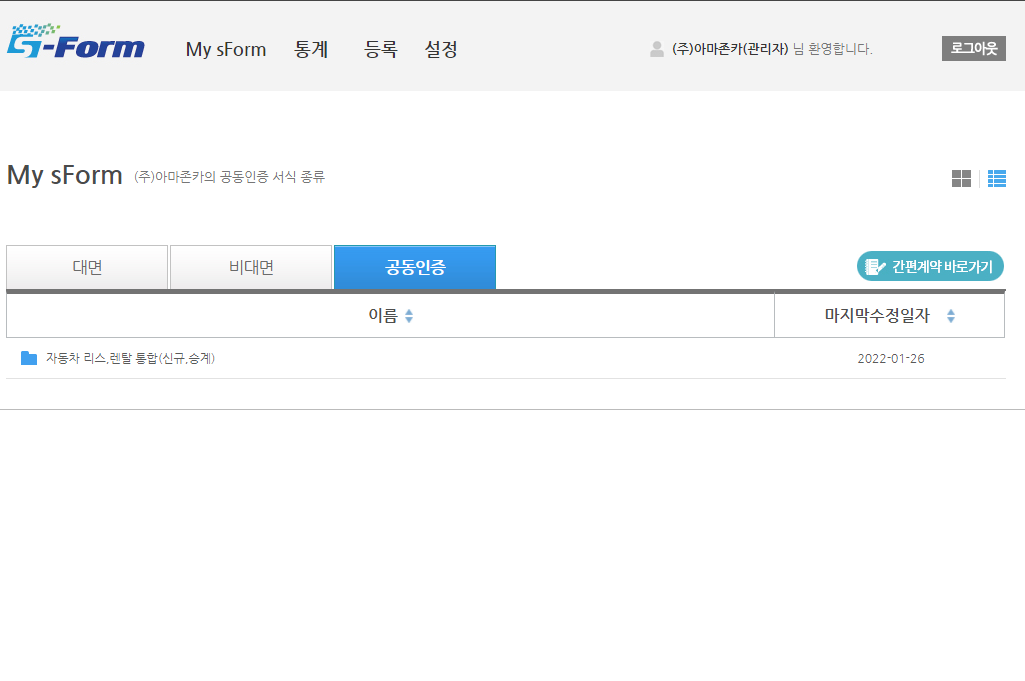 S-Form My sForm 통계 등록 설정 (주)아마존카(관리자) 님 환영합니다. 로그아웃
My sForm (주)아마존카의 공동인증 서식 종류
대면 비대면 공동인증 간편계약 바로가기
이름 마지막수정일자
자동차 리스,렌탈 통합(신규,승계) 2022-01-26